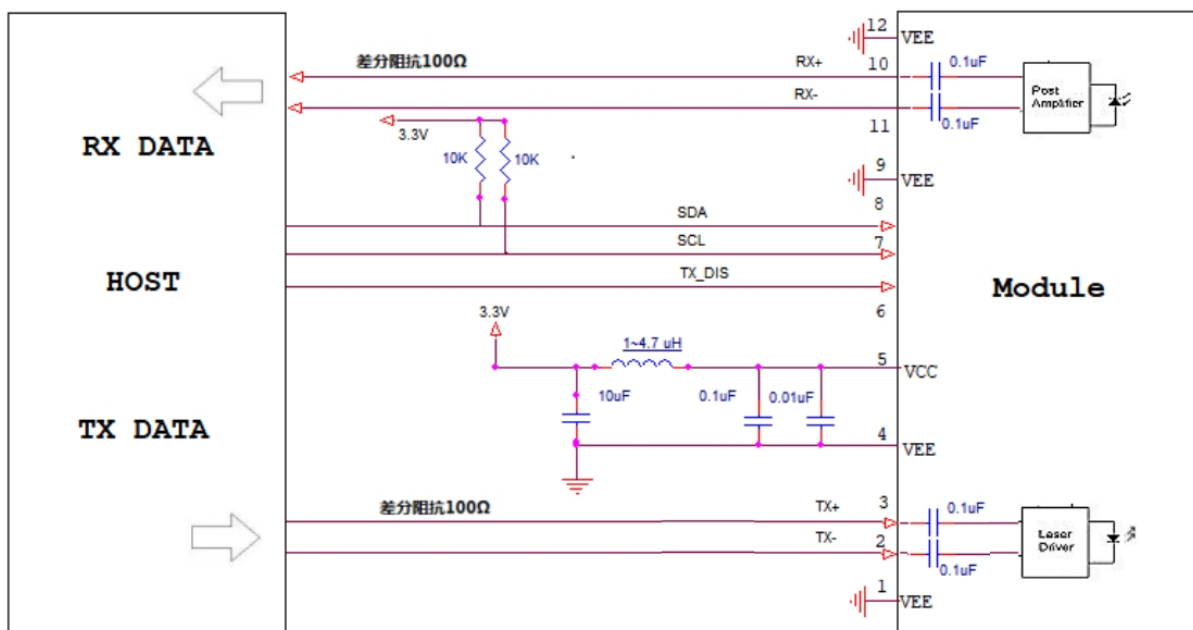 12
VEE
差分阻抗100Ω
RX+
10
0.1uF
RX-
Post
Amplifier
0.1uF
11
3.3V
RX DATA
10K
10K
9
VEE
8
SDA
SCL
7
HOST
TX_DIS
Module
6
3.3V
1~4.7 uH
5
VCC
10uF
0.1uF
0.01uF
TX DATA
4
VEE
差分阻抗100Ω
TX+
3
0.1uF
TX-
2
Laser
Driver
0.1uF
1
VEE